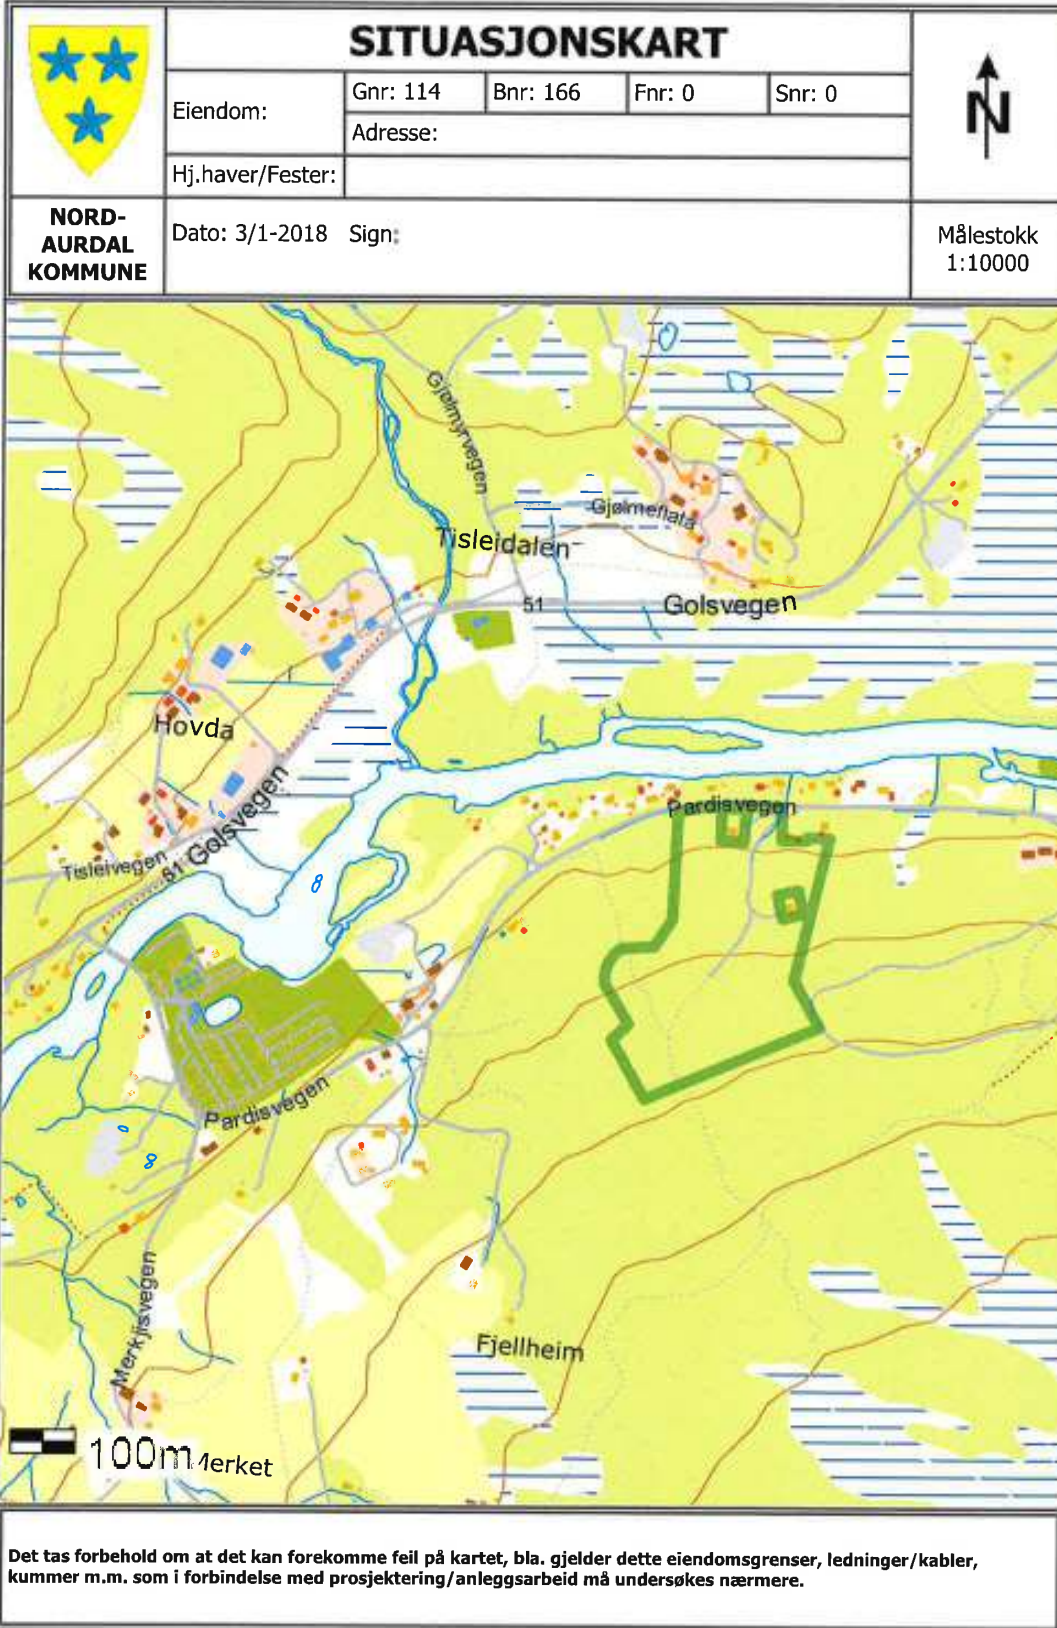 SITUASJONSKART
Eiendom:
Gnr: 114
Bnr: 166
Fnr: 0
Snr: 0
Adresse:
Hj.haver/Fester:
N
NORD-
AURDAL
KOMMUNE
Dato: 3/1-2018 Sign:
Målestokk
1:10000
Gjølmyrvegen
Gjølmeflata
Tisleidalen
51
Golsvegen
Hovda
Golsvegen
51
Tisleivegen
Pardisvegen
Pardisvegen
Merkjisvegen
Fjellheim
100m
Merket
Det tas forbehold om at det kan forekomme feil på kartet, bla. gjelder dette eiendomsgrenser, ledninger/kabler,
kummer m.m. som i forbindelse med prosjektering/anleggsarbeid må undersøkes nærmere.